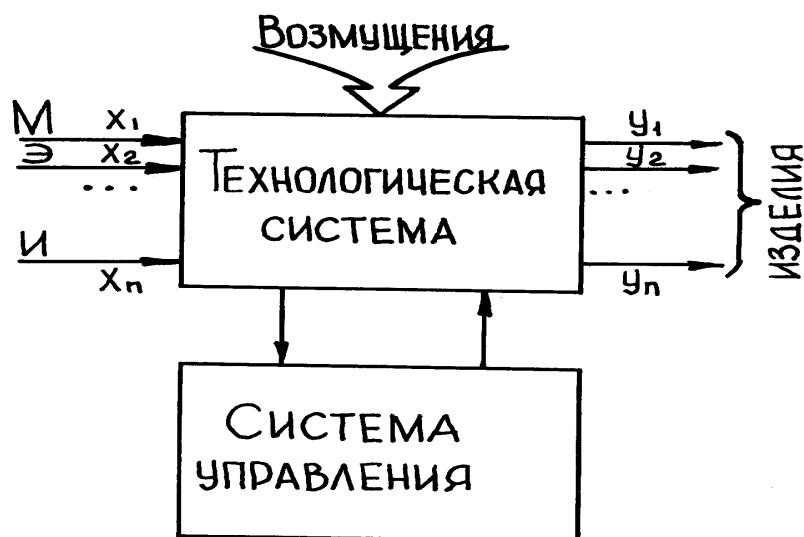 Возмущения
М X1
Э X2
...
И
Xn
Технологическая
система
y1
y2
...
yn
изделия
Система
управления